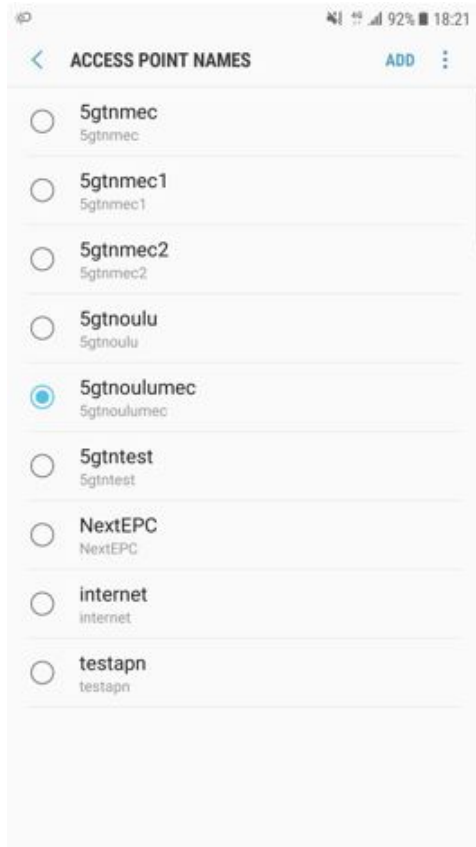 92% 18:21
ACCESS POINT NAMES ADD
5gtnmec
5gtnmec
5gtnmec1
5gtnmec1
5gtnmec2
5gtnmec2
5gtnoulu
5gtnoulu
5gtnoulumec
5gtnoulumec
5gtntest
5gtntest
NextEPC
NextEPC
internet
internet
testapn
testapn